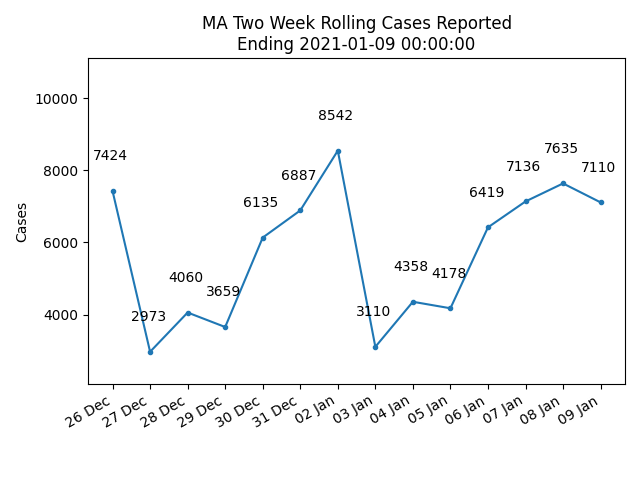 MA Two Week Rolling Cases Reported
Ending 2021-01-09 00:00:00
Cases
10000
8000
6000
4000
7424
2973
4060
3659
6135
6887
8542
3110
4358
4178
6419
7136
7635
7110
26 Dec
27 Dec
28 Dec
29 Dec
30 Dec
31 Dec
02 Jan
03 Jan
04 Jan
05 Jan
06 Jan
07 Jan
08 Jan
09 Jan